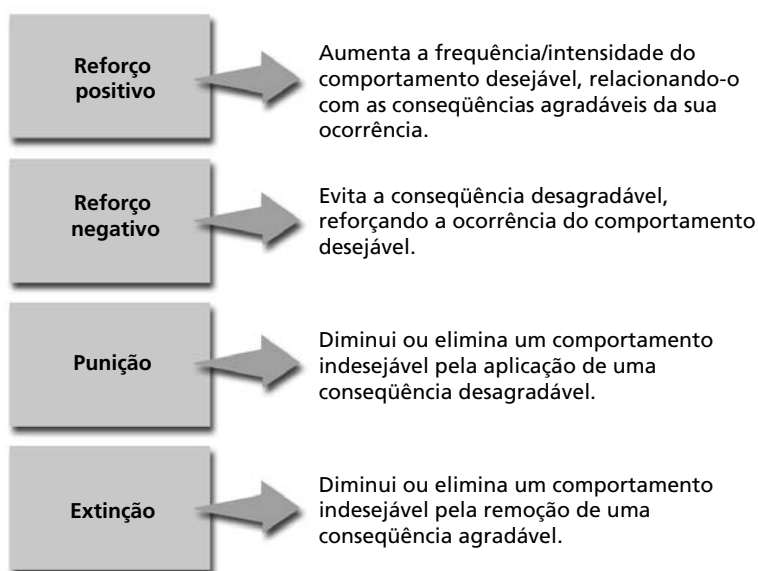 Reforço
positivo
Aumenta a frequência/intensidade do
comportamento desejável, relacionando-o
com as conseqüências agradáveis da sua
ocorrência.
Reforço
negativo
Evita a conseqüência desagradável,
reforçando a ocorrência do comportamento
desejável.
Punição
Diminui ou elimina um comportamento
indesejável pela aplicação de uma
conseqüência desagradável.
Extinção
Diminui ou elimina um comportamento
indesejável pela remoção de uma
conseqüência agradável.